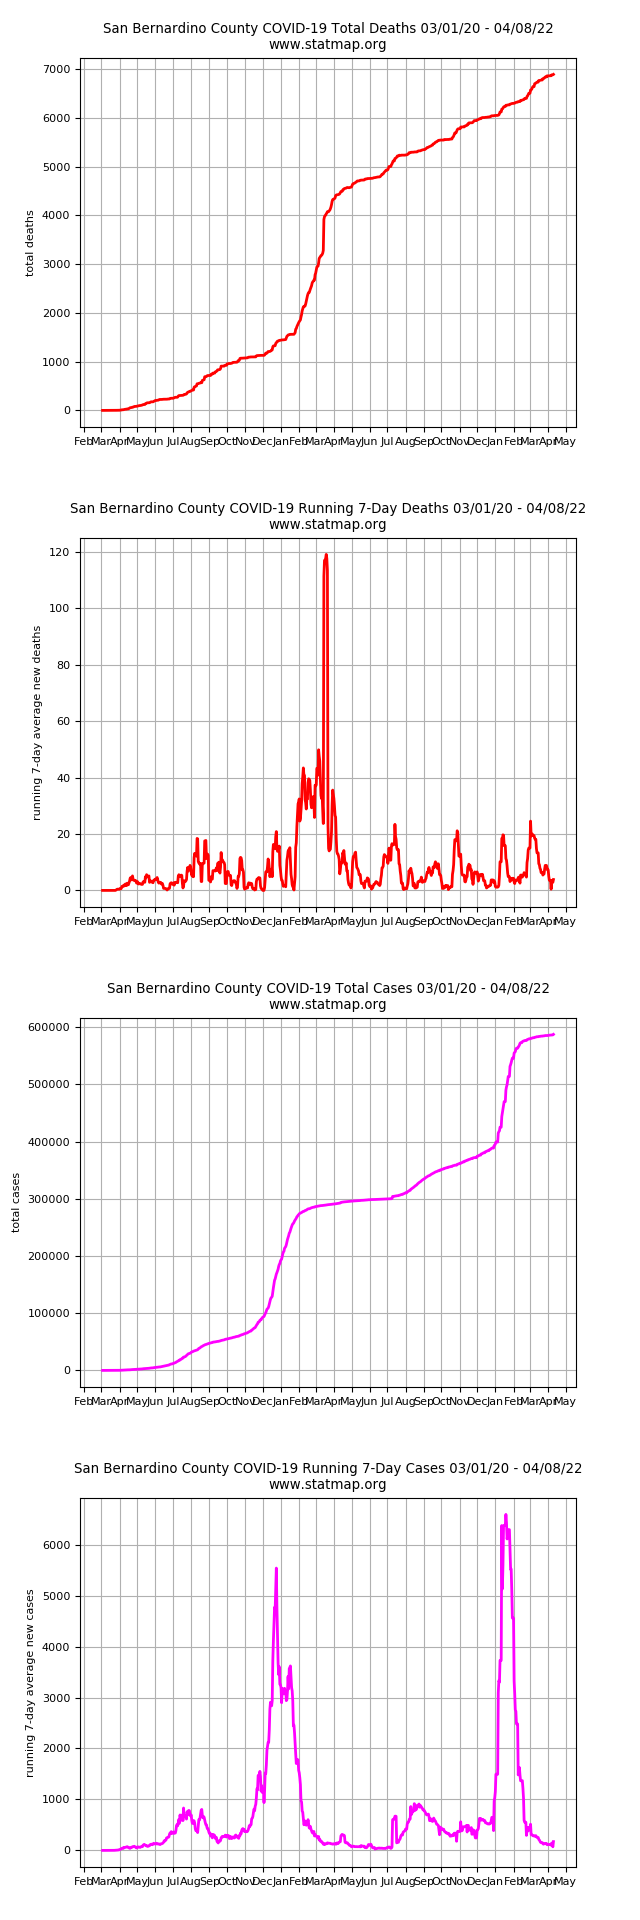 San Bernardino County COVID-19 Total Deaths 03/01/20 - 04/08/22
www.statmap.org
7000
6000
5000
4000
3000
2000
1000
0
total deaths
Feb Mar Apr May Jun Jul Aug Sep Oct Nov Dec Jan Feb Mar Apr May Jun Jul Aug Sep Oct Nov Dec Jan Feb Mar Apr May
San Bernardino County COVID-19 Running 7-Day Deaths 03/01/20 - 04/08/22
www.statmap.org
120
100
80
60
40
20
0
running 7-day average new deaths
Feb Mar Apr May Jun Jul Aug Sep Oct Nov Dec Jan Feb Mar Apr May Jun Jul Aug Sep Oct Nov Dec Jan Feb Mar Apr May
San Bernardino County COVID-19 Total Cases 03/01/20 - 04/08/22
www.statmap.org
600000
500000
400000
300000
200000
100000
0
total cases
Feb Mar Apr May Jun Jul Aug Sep Oct Nov Dec Jan Feb Mar Apr May Jun Jul Aug Sep Oct Nov Dec Jan Feb Mar Apr May
San Bernardino County COVID-19 Running 7-Day Cases 03/01/20 - 04/08/22
www.statmap.org
6000
5000
4000
3000
2000
1000
0
running 7-day average new cases
Feb Mar Apr May Jun Jul Aug Sep Oct Nov Dec Jan Feb Mar Apr May Jun Jul Aug Sep Oct Nov Dec Jan Feb Mar Apr May